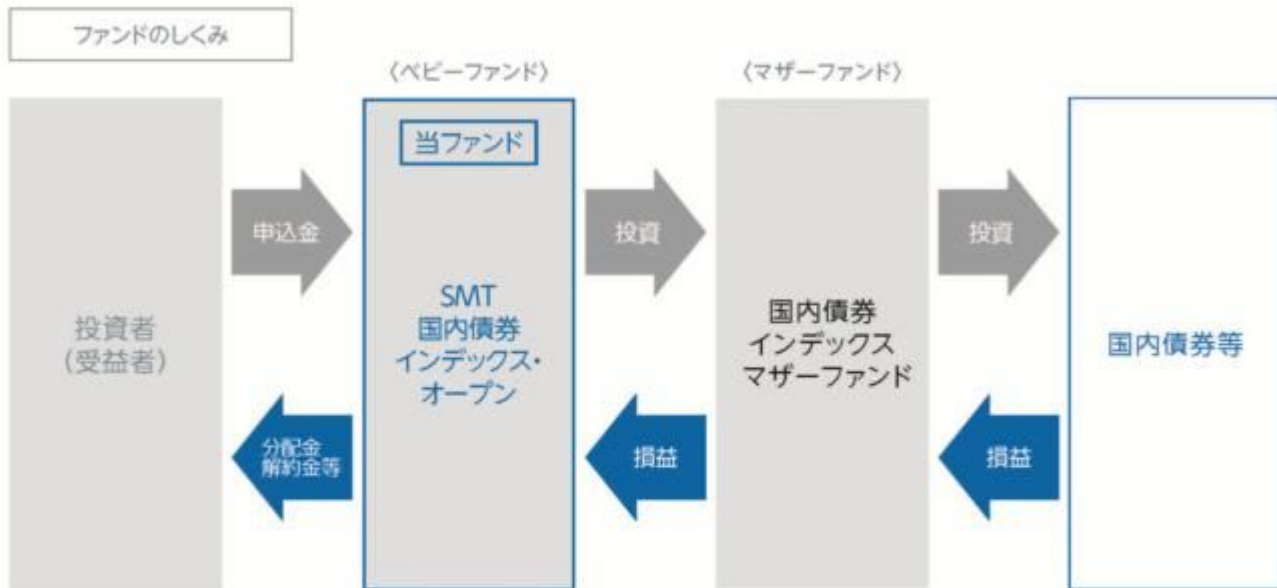 ファンドのしくみ
〈ベビーファンド〉
〈マザーファンド〉
投資者
(受益者)
申込金
分配金
解約金等
当ファンド
SMT
国内債券
インデックス・
オープン
投資
損益
国内債券
インデックス
マザーファンド
投資
損益
国内債券等